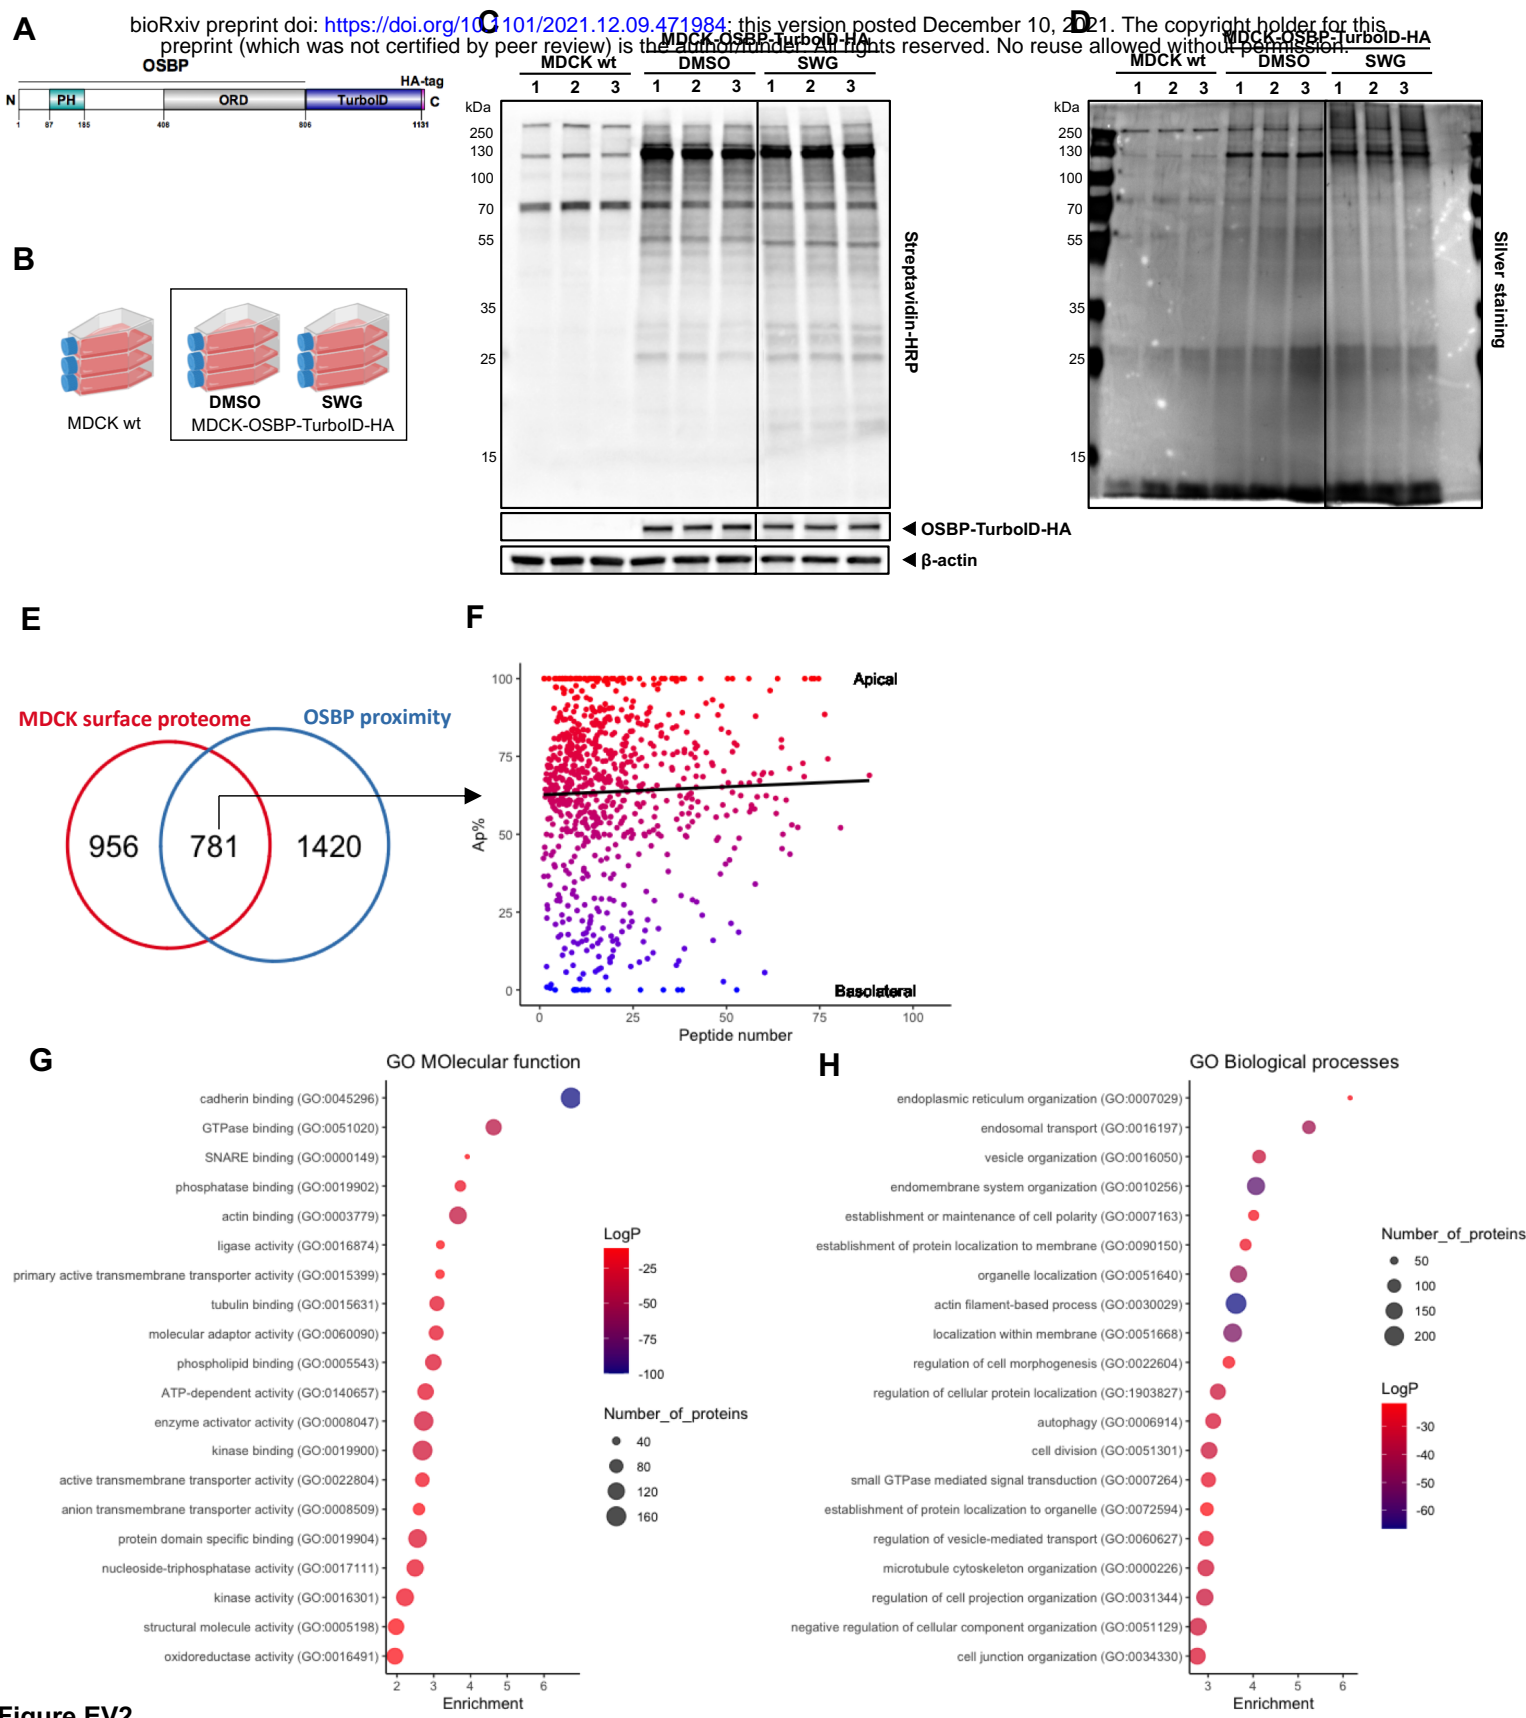 bioRxiv preprint doi: https://doi.org/10.1101/2021.12.09.471984; this version posted December 10, 2021. The copyright holder for this
preprint (which was not certified by peer review) is the author/funder. All rights reserved. No reuse allowed without permission.
A
OSBP
HA-tag
N
PH
ORD
TurboID
C
1
87
185
408
806
1131
B
MDCK wt
DMSO
SWG
MDCK-OSBP-TurboID-HA
C
MDCK-OSBP-TurboID-HA
MDCK wt
DMSO
SWG
1 2 3 1 2 3 1 2 3
kDa
250
130
100
70
55
35
25
15
Streptavidin-HRP
OSBP-TurboID-HA
β-actin
D
MDCK-OSBP-TurboID-HA
MDCK wt
DMSO
SWG
1 2 3 1 2 3 1 2 3
kDa
250
130
100
70
55
35
25
15
Silver staining
E
MDCK surface proteome
OSBP proximity
956
781
1420
F
Ap%
100
75
50
25
0
Apical
Basolateral
0 25 50 75 100
Peptide number
G
GO MOlecular function
cadherin binding (GO:0045296)
GTPase binding (GO:0051020)
SNARE binding (GO:0000149)
phosphatase binding (GO:0019902)
actin binding (GO:0003779)
ligase activity (GO:0016874)
primary active transmembrane transporter activity (GO:0015399)
tubulin binding (GO:0015631)
molecular adaptor activity (GO:0060090)
phospholipid binding (GO:0005543)
ATP-dependent activity (GO:0140657)
enzyme activator activity (GO:0008047)
kinase binding (GO:0019900)
active transmembrane transporter activity (GO:0022804)
anion transmembrane transporter activity (GO:0008509)
protein domain specific binding (GO:0019904)
nucleoside-triphosphatase activity (GO:0017111)
kinase activity (GO:0016301)
structural molecule activity (GO:0005198)
oxidoreductase activity (GO:0016491)
2 3 4 5 6
Enrichment
LogP
-25
-50
-75
-100
Number_of_proteins
40
80
120
160
H
GO Biological processes
endoplasmic reticulum organization (GO:0007029)
endosomal transport (GO:0016197)
vesicle organization (GO:0016050)
endomembrane system organization (GO:0010256)
establishment or maintenance of cell polarity (GO:0007163)
establishment of protein localization to membrane (GO:0090150)
organelle localization (GO:0051640)
actin filament-based process (GO:0030029)
localization within membrane (GO:0051668)
regulation of cell morphogenesis (GO:0022604)
regulation of cellular protein localization (GO:1903827)
autophagy (GO:0006914)
cell division (GO:0051301)
small GTPase mediated signal transduction (GO:0007264)
establishment of protein localization to organelle (GO:0072594)
regulation of vesicle-mediated transport (GO:0060627)
microtubule cytoskeleton organization (GO:0000226)
regulation of cell projection organization (GO:0031344)
negative regulation of cellular component organization (GO:0051129)
cell junction organization (GO:0034330)
3 4 5 6
Enrichment
Number_of_proteins
50
100
150
200
LogP
-30
-40
-50
-60
Figure EV2